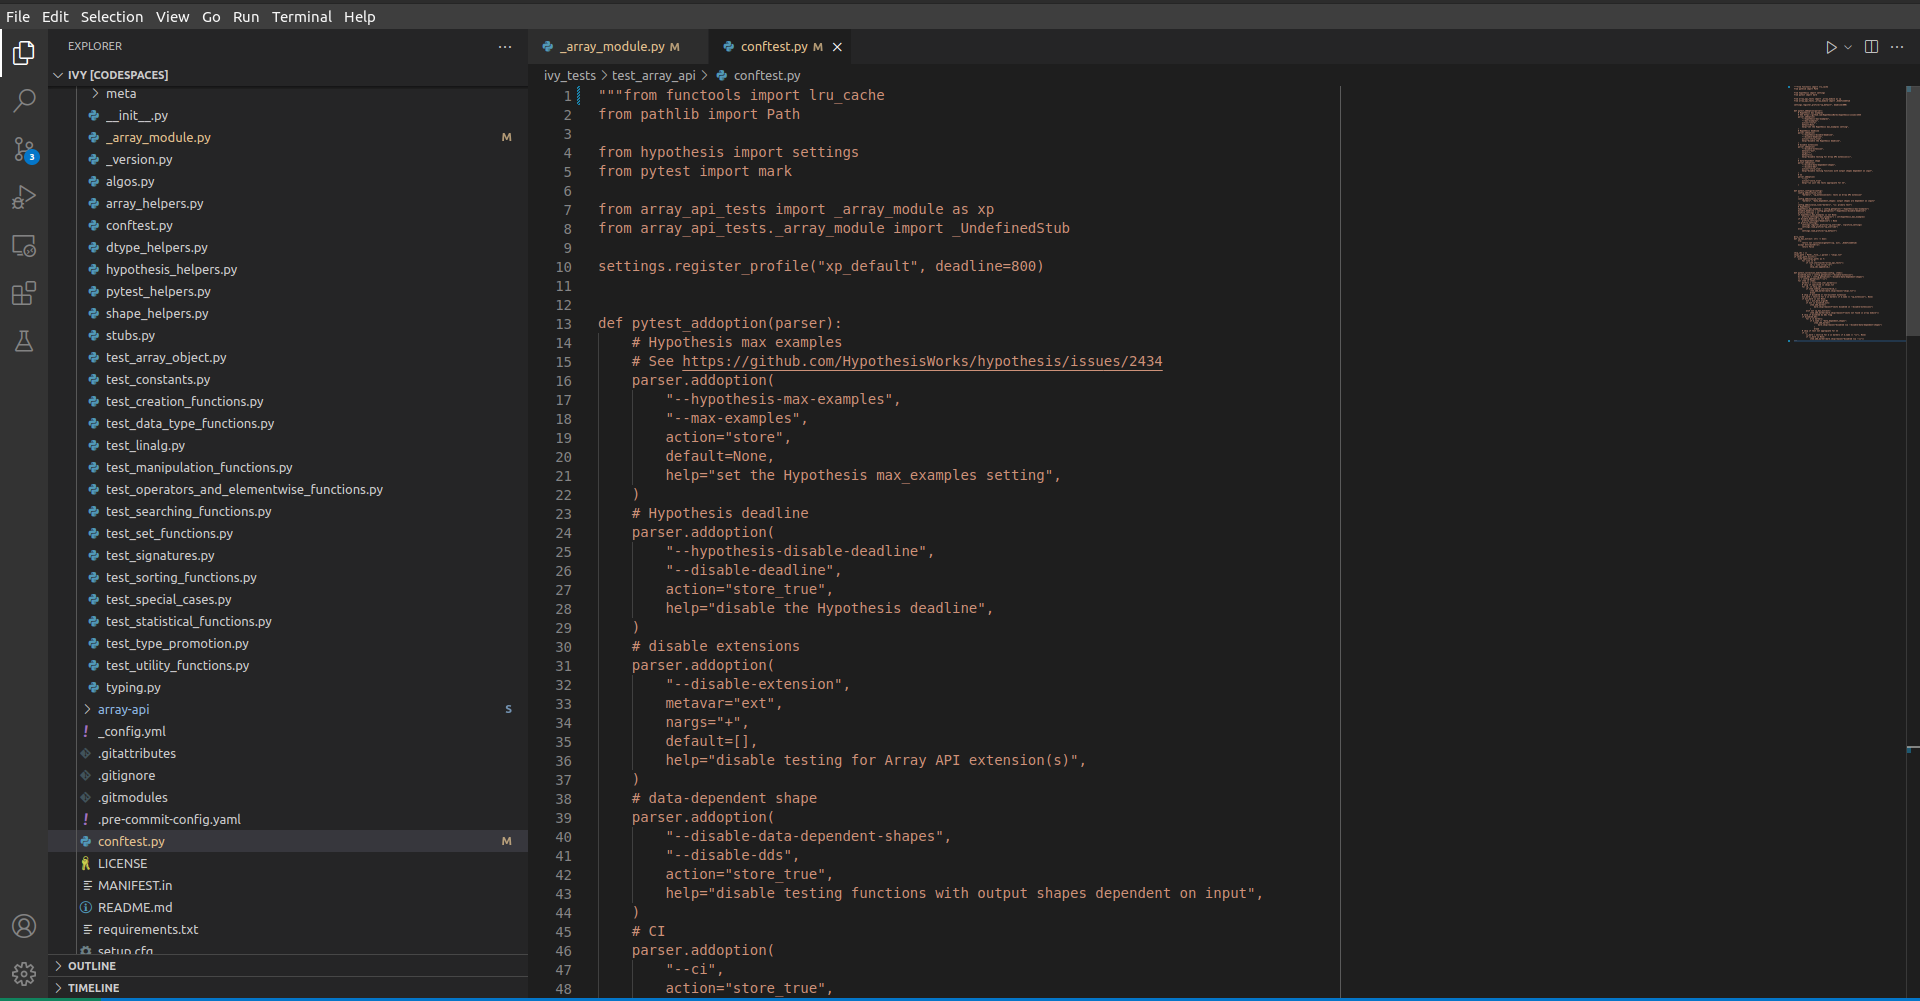 File Edit Selection View Go Run Terminal Help
EXPLORER
IVY [CODESPACES]
meta
__init__.py
_array_module.py M
_version.py
algos.py
array_helpers.py
conftest.py
dtype_helpers.py
hypothesis_helpers.py
pytest_helpers.py
shape_helpers.py
stubs.py
test_array_object.py
test_constants.py
test_creation_functions.py
test_data_type_functions.py
test_linalg.py
test_manipulation_functions.py
test_operators_and_elementwise_functions.py
test_searching_functions.py
test_set_functions.py
test_signatures.py
test_sorting_functions.py
test_special_cases.py
test_statistical_functions.py
test_type_promotion.py
test_utility_functions.py
typing.py
array-api S
_config.yml
.gitattributes
.gitignore
.gitmodules
.pre-commit-config.yaml
conftest.py M
LICENSE
MANIFEST.in
README.md
requirements.txt
setup.cfg
OUTLINE
TIMELINE
3
_array_module.py M conftest.py M
ivy_tests > test_array_api > conftest.py
1 """from functools import lru_cache
2 from pathlib import Path
3
4 from hypothesis import settings
5 from pytest import mark
6
7 from array_api_tests import _array_module as xp
8 from array_api_tests._array_module import _UndefinedStub
9
10 settings.register_profile("xp_default", deadline=800)
11
12
13 def pytest_addoption(parser):
14 # Hypothesis max examples
15 # See https://github.com/HypothesisWorks/hypothesis/issues/2434
16 parser.addoption(
17 "--hypothesis-max-examples",
18 "--max-examples",
19 action="store",
20 default=None,
21 help="set the Hypothesis max_examples setting",
22 )
23 # Hypothesis deadline
24 parser.addoption(
25 "--hypothesis-disable-deadline",
26 "--disable-deadline",
27 action="store_true",
28 help="disable the Hypothesis deadline",
29 )
30 # disable extensions
31 parser.addoption(
32 "--disable-extension",
33 metavar="ext",
34 nargs="+",
35 default=[],
36 help="disable testing for Array API extension(s)",
37 )
38 # data-dependent shape
39 parser.addoption(
40 "--disable-data-dependent-shapes",
41 "--disable-dds",
42 action="store_true",
43 help="disable testing functions with output shapes dependent on input",
44 )
45 # CI
46 parser.addoption(
47 "--ci",
48 action="store_true",